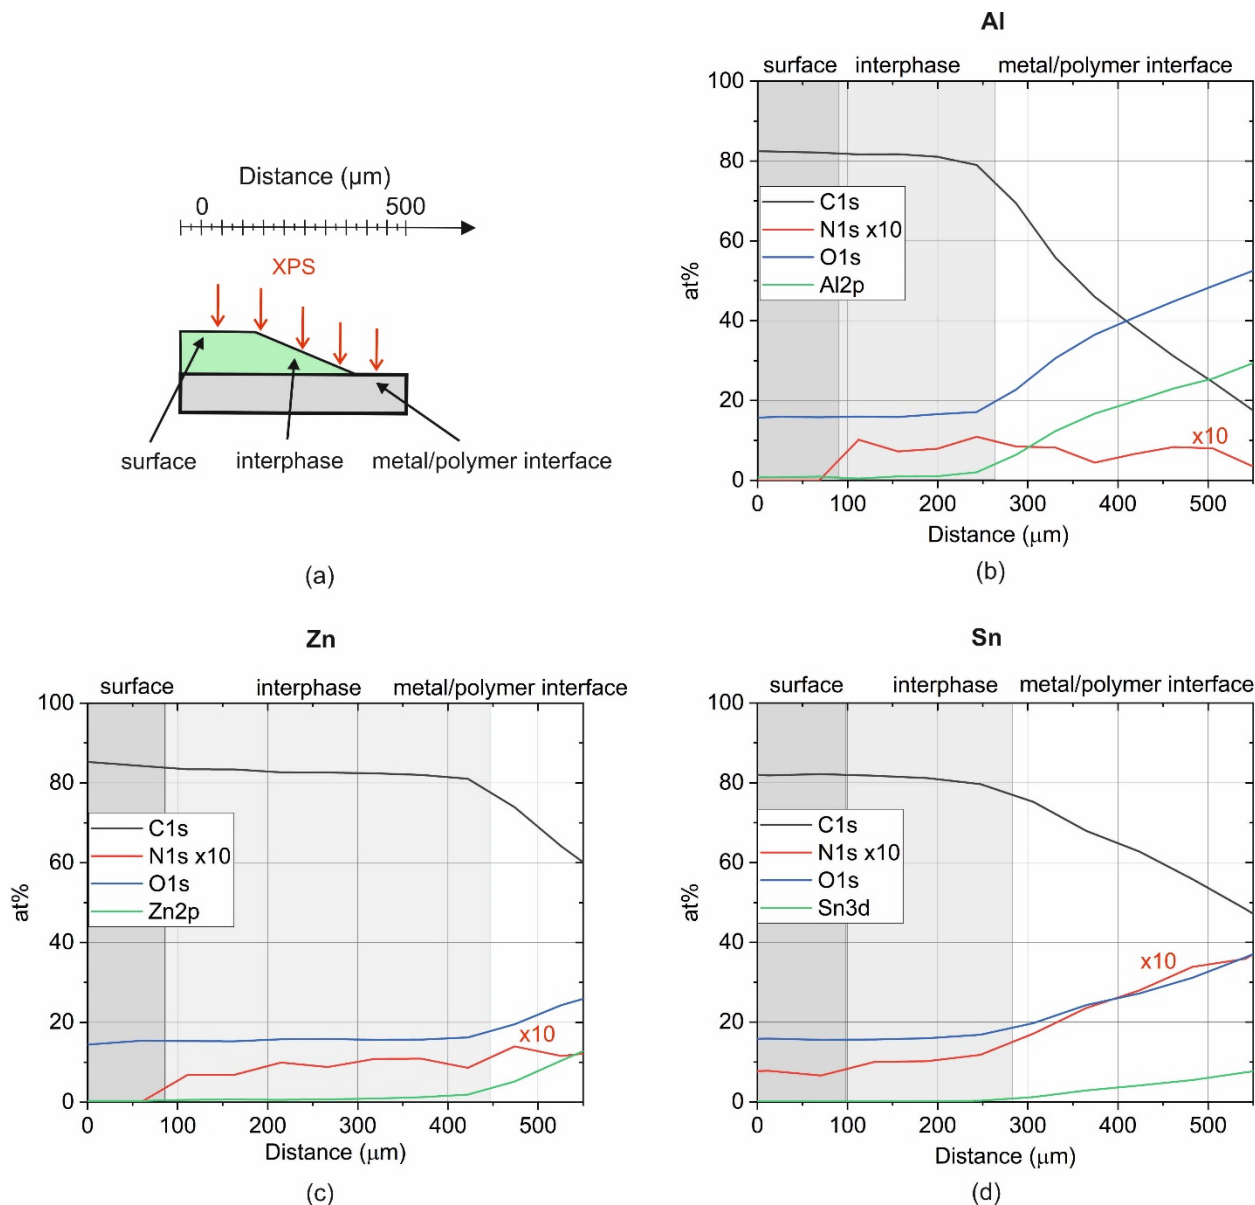 Distance (μm)
0 500
XPS
surface interphase metal/polymer interface
(a)
Al
surface interphase metal/polymer interface
100
80
60
40
20
0
at%
C1s
N1s x10
O1s
Al2p
x10
0 100 200 300 400 500
Distance (μm)
(b)
Zn
surface interphase metal/polymer interface
100
80
60
40
20
0
at%
C1s
N1s x10
O1s
Zn2p
x10
0 100 200 300 400 500
Distance (μm)
(c)
Sn
surface interphase metal/polymer interface
100
80
60
40
20
0
at%
C1s
N1s x10
O1s
Sn3d
x10
0 100 200 300 400 500
Distance (μm)
(d)